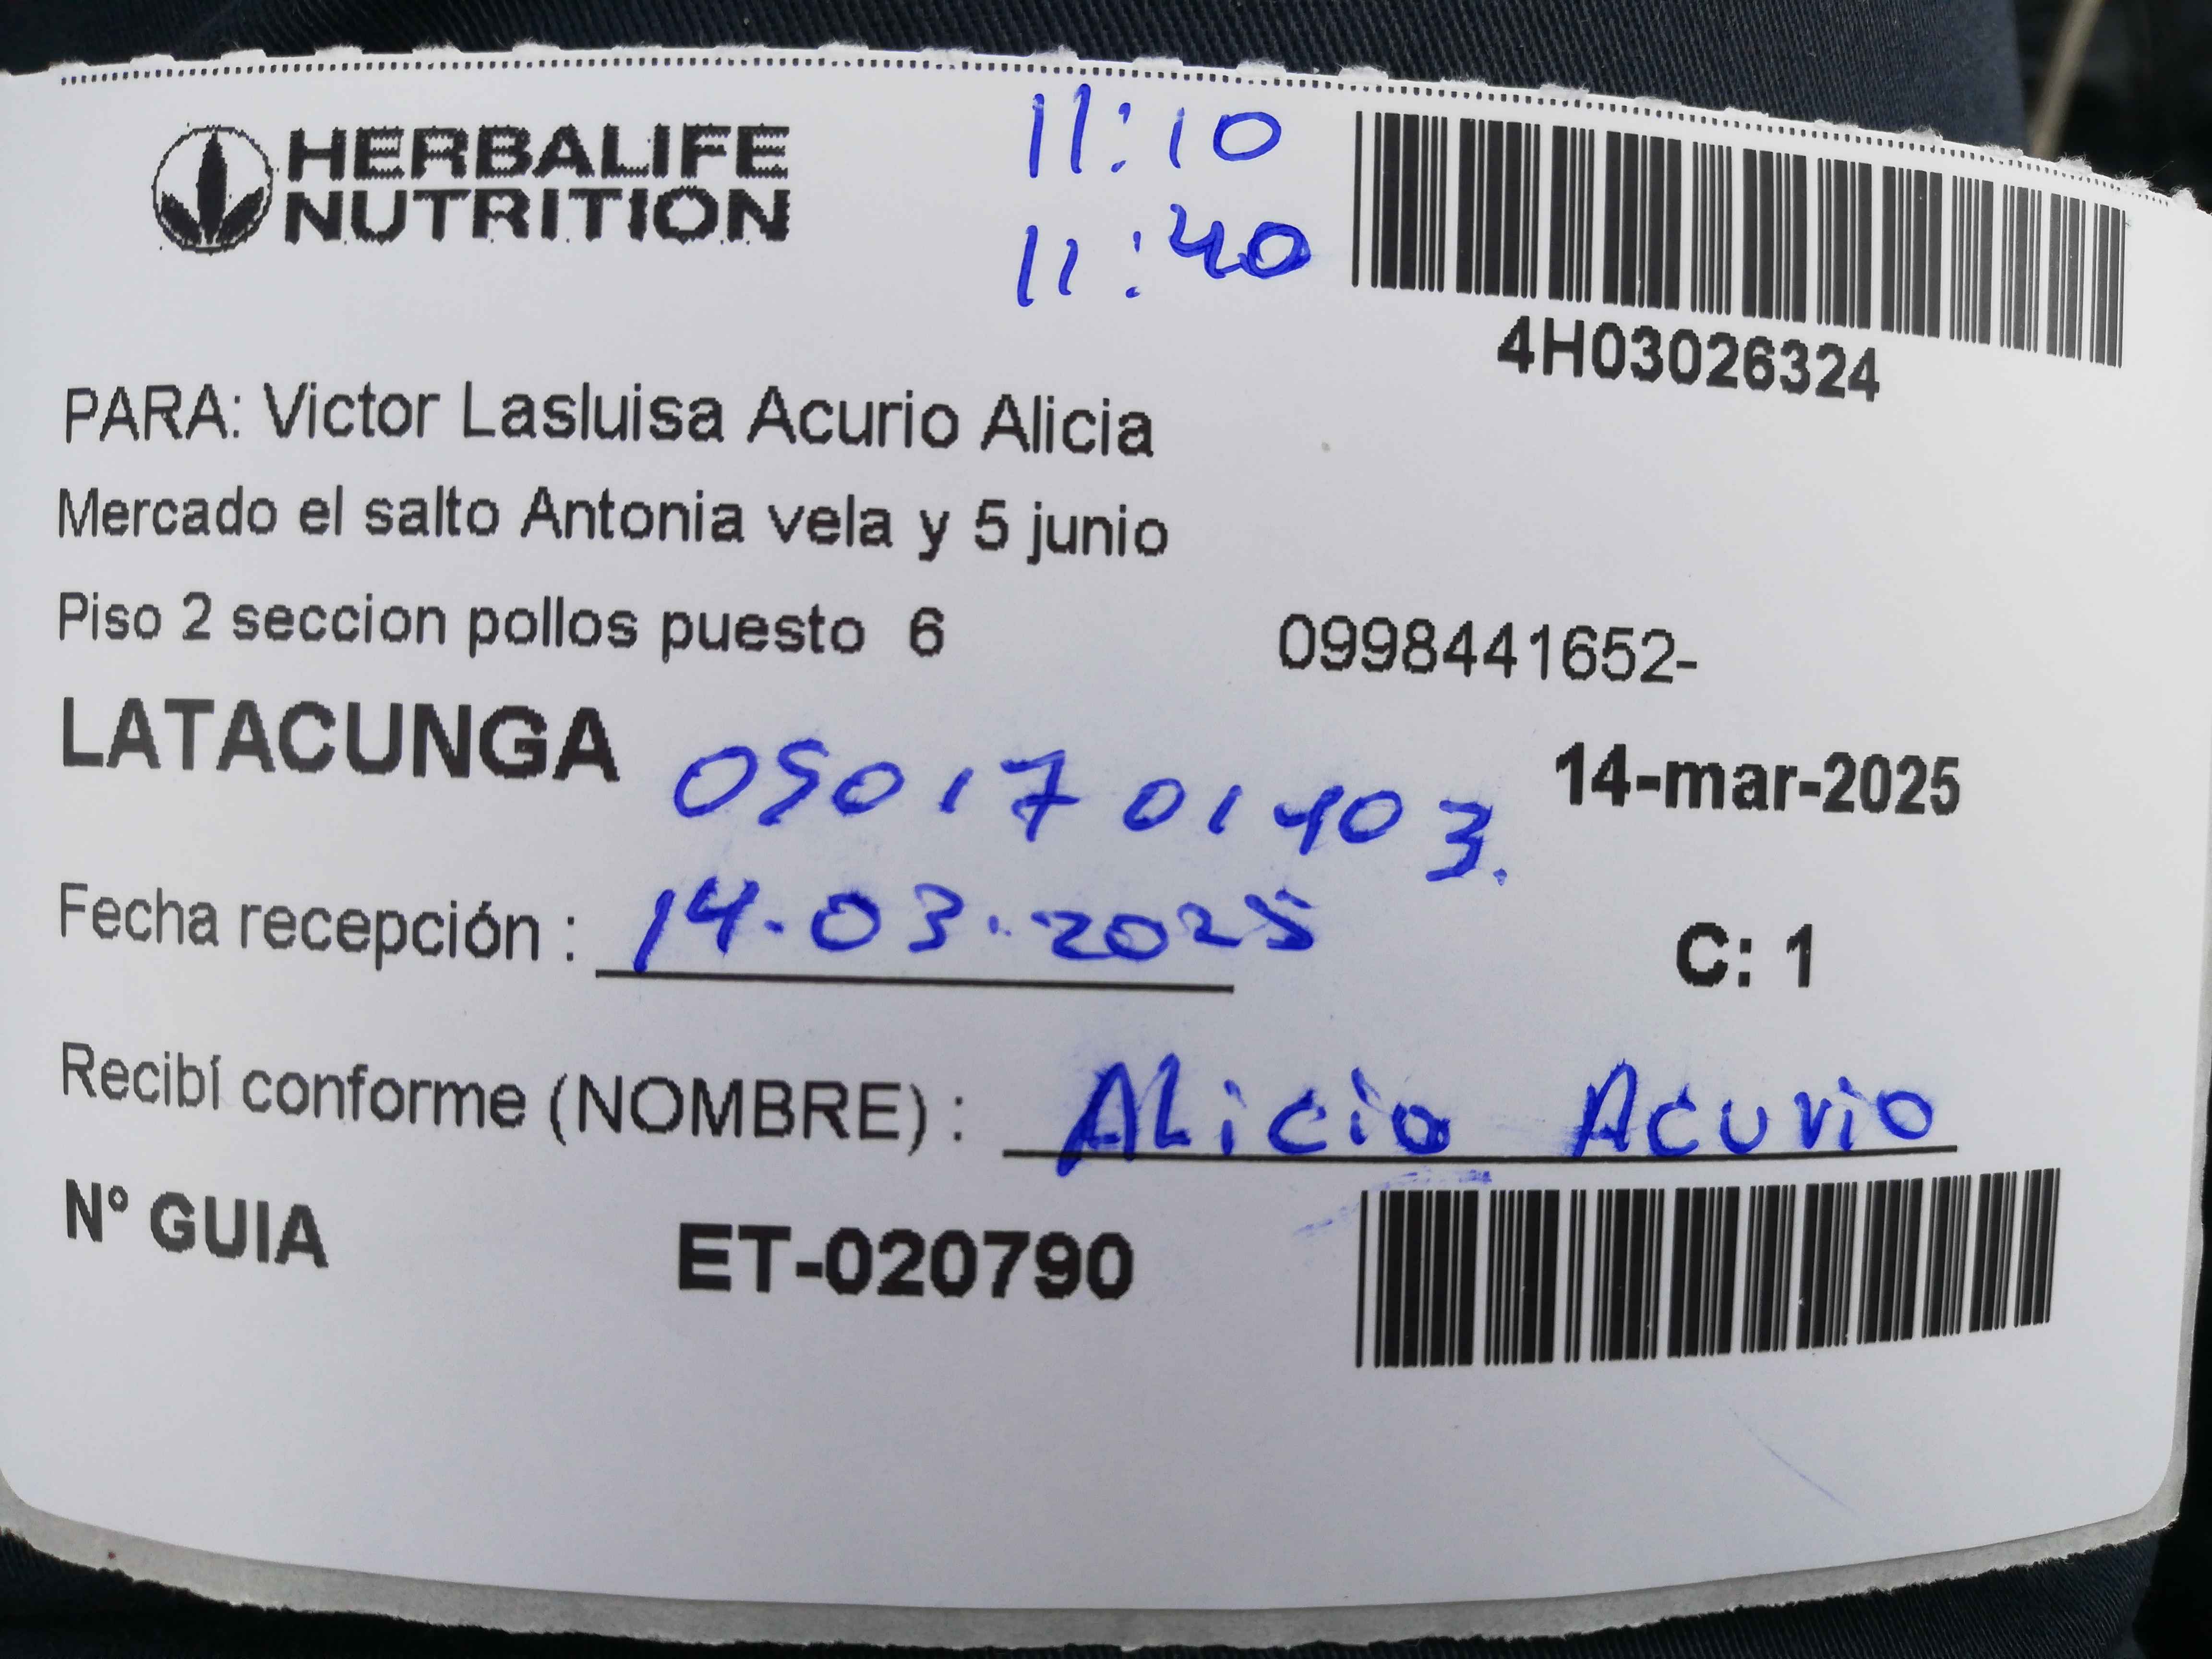 HERBALIFE
NUTRITION
11:10
11:40
4H03026324
PARA: Victor Lasluisa Acurio Alicia
Mercado el salto Antonia vela y 5 junio
Piso 2 seccion pollos puesto 6
0998441652-
LATACUNGA
0501701403.
14-mar-2025
Fecha recepción : 14.03.2025
C: 1
Recibí conforme (NOMBRE) : Alicia Acurio
N° GUIA ET-020790